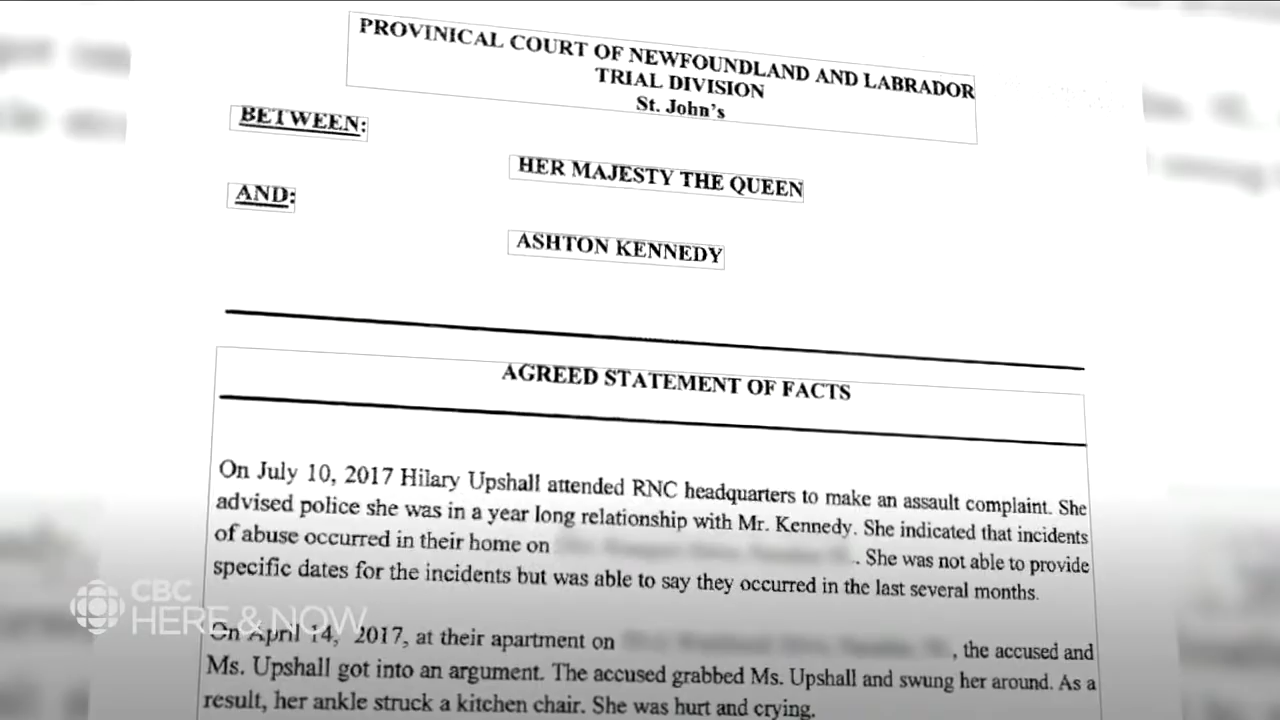 PROVINICAL COURT OF NEWFOUNDLAND AND LABRADOR
TRIAL DIVISION
St. John's
BETWEEN:
HER MAJESTY THE QUEEN
AND:
ASHTON KENNEDY
AGREED STATEMENT OF FACTS
On July 10, 2017 Hilary Upshall attended RNC headquarters to make an assault complaint. She
advised police she was in a year long relationship with Mr. Kennedy. She indicated that incidents
of abuse occurred in their home on . She was not able to provide
specific dates for the incidents but was able to say they occurred in the last several months.
On April 14, 2017, at their apartment on , the accused and
Ms. Upshall got into an argument. The accused grabbed Ms. Upshall and swung her around. As a
result, her ankle struck a kitchen chair. She was hurt and crying.
CBC
HERE & NOW